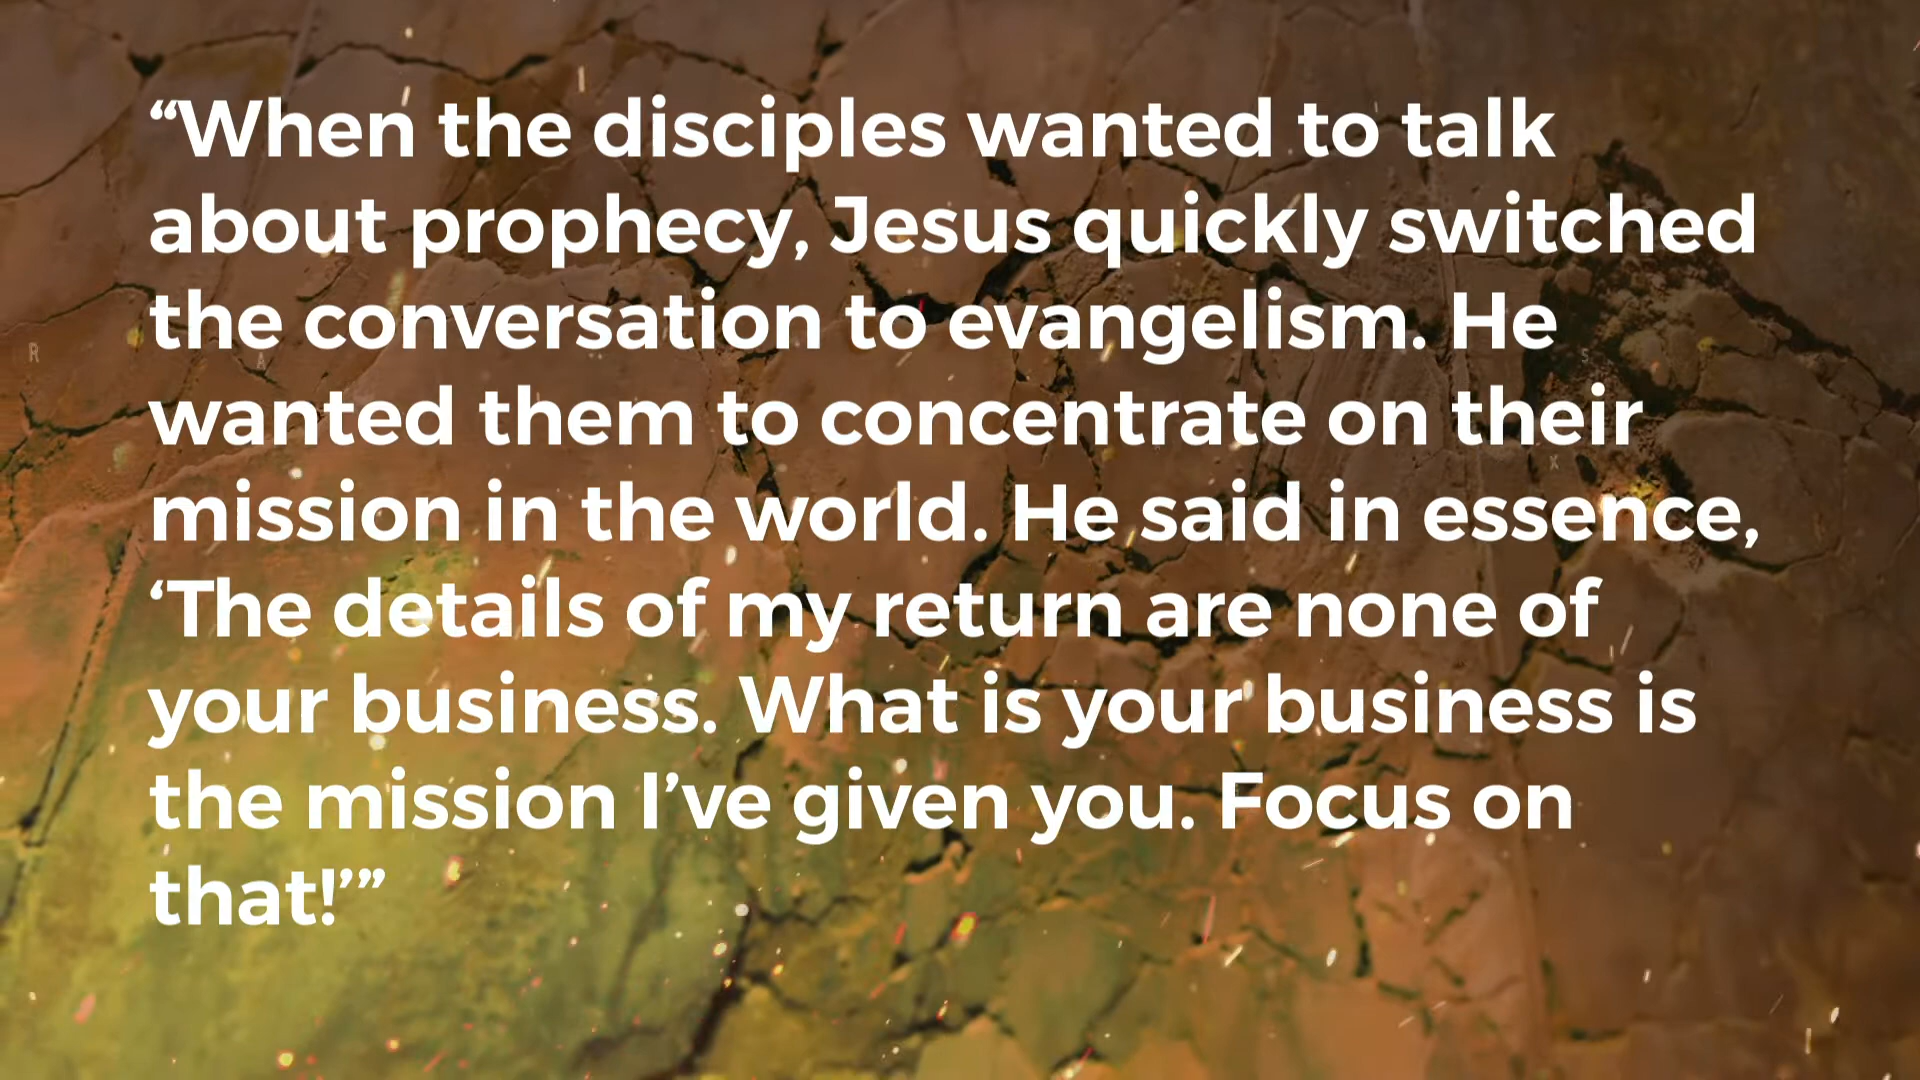 “When the disciples wanted to talk
about prophecy, Jesus quickly switched
the conversation to evangelism. He
wanted them to concentrate on their
mission in the world. He said in essence,
‘The details of my return are none of
your business. What is your business is
the mission I’ve given you. Focus on
that!’”